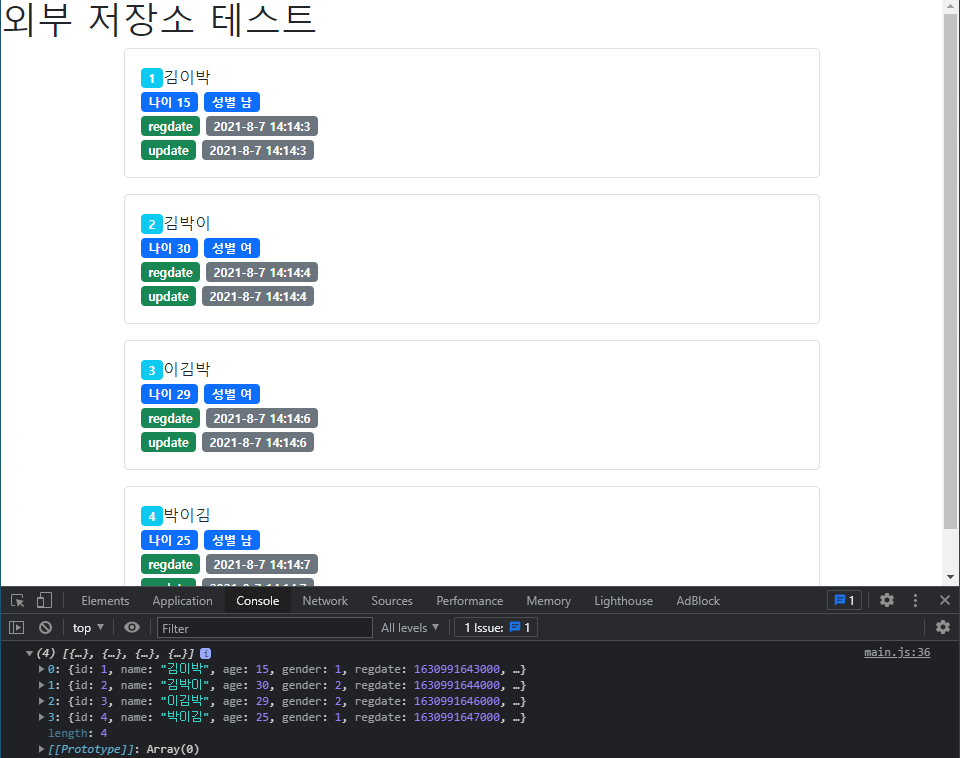 외부 저장소 테스트
1 김이박
나이 15 성별 남
regdate 2021-8-7 14:14:3
update 2021-8-7 14:14:3
2 김박이
나이 30 성별 여
regdate 2021-8-7 14:14:4
update 2021-8-7 14:14:4
3 이김박
나이 29 성별 여
regdate 2021-8-7 14:14:6
update 2021-8-7 14:14:6
4 박이김
나이 25 성별 남
regdate 2021-8-7 14:14:7
Elements Application Console Network Sources Performance Memory Lighthouse AdBlock 1
top Filter All levels 1 Issue: 1
(4) [{…}, {…}, {…}, {…}] i main.js:36
0: {id: 1, name: "김이박", age: 15, gender: 1, regdate: 1630991643000, …}
1: {id: 2, name: "김박이", age: 30, gender: 2, regdate: 1630991644000, …}
2: {id: 3, name: "이김박", age: 29, gender: 2, regdate: 1630991646000, …}
3: {id: 4, name: "박이김", age: 25, gender: 1, regdate: 1630991647000, …}
length: 4
[[Prototype]]: Array(0)